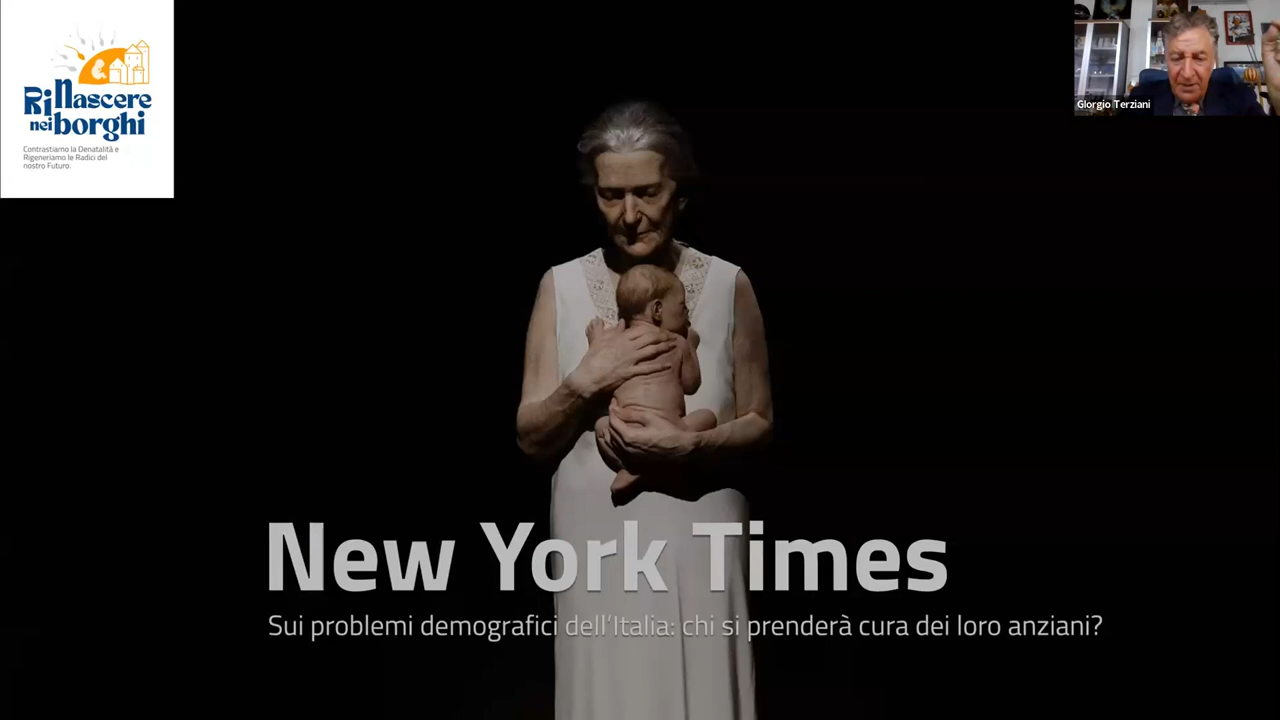 RiNascere
nei borghi
Contrastiamo la Denatalità e
Rigeneriamo le Radici del
nostro Futuro.
GIorgio Terziani
New York Times
Sui problemi demografici dell'Italia: chi si prenderà cura dei loro anziani?